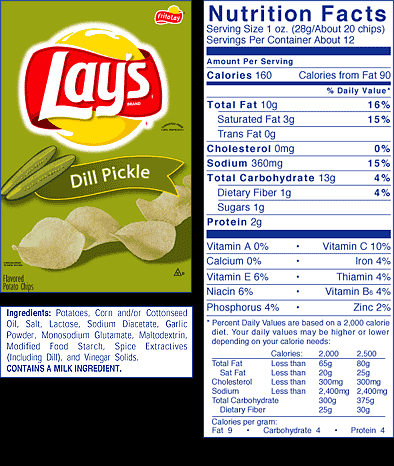 FritoLay
Lay's
BRAND
Dill Pickle
Flavored
Potato Chips
Ingredients: Potatoes, Corn and/or Cottonseed
Oil, Salt, Lactose, Sodium Diacetate, Garlic
Powder, Monosodium Glutamate, Maltodextrin,
Modified Food Starch, Spice Extractives
(Including Dill), and Vinegar Solids.
CONTAINS A MILK INGREDIENT.
Nutrition Facts
Serving Size 1 oz. (28g/About 20 chips)
Servings Per Container About 12
Amount Per Serving
Calories 160 Calories from Fat 90
% Daily Value*
Total Fat 10g 16%
Saturated Fat 3g 15%
Trans Fat 0g
Cholesterol 0mg 0%
Sodium 360mg 15%
Total Carbohydrate 13g 4%
Dietary Fiber 1g 4%
Sugars 1g
Protein 2g
Vitamin A 0% • Vitamin C 10%
Calcium 0% • Iron 4%
Vitamin E 6% • Thiamin 4%
Niacin 6% • Vitamin B₆ 4%
Phosphorus 4% • Zinc 2%
* Percent Daily Values are based on a 2,000 calorie
diet. Your daily values may be higher or lower
depending on your calorie needs:
Calories: 2,000 2,500
Total Fat Less than 65g 80g
Sat Fat Less than 20g 25g
Cholesterol Less than 300mg 300mg
Sodium Less than 2,400mg 2,400mg
Total Carbohydrate 300g 375g
Dietary Fiber 25g 30g
Calories per gram:
Fat 9 • Carbohydrate 4 • Protein 4